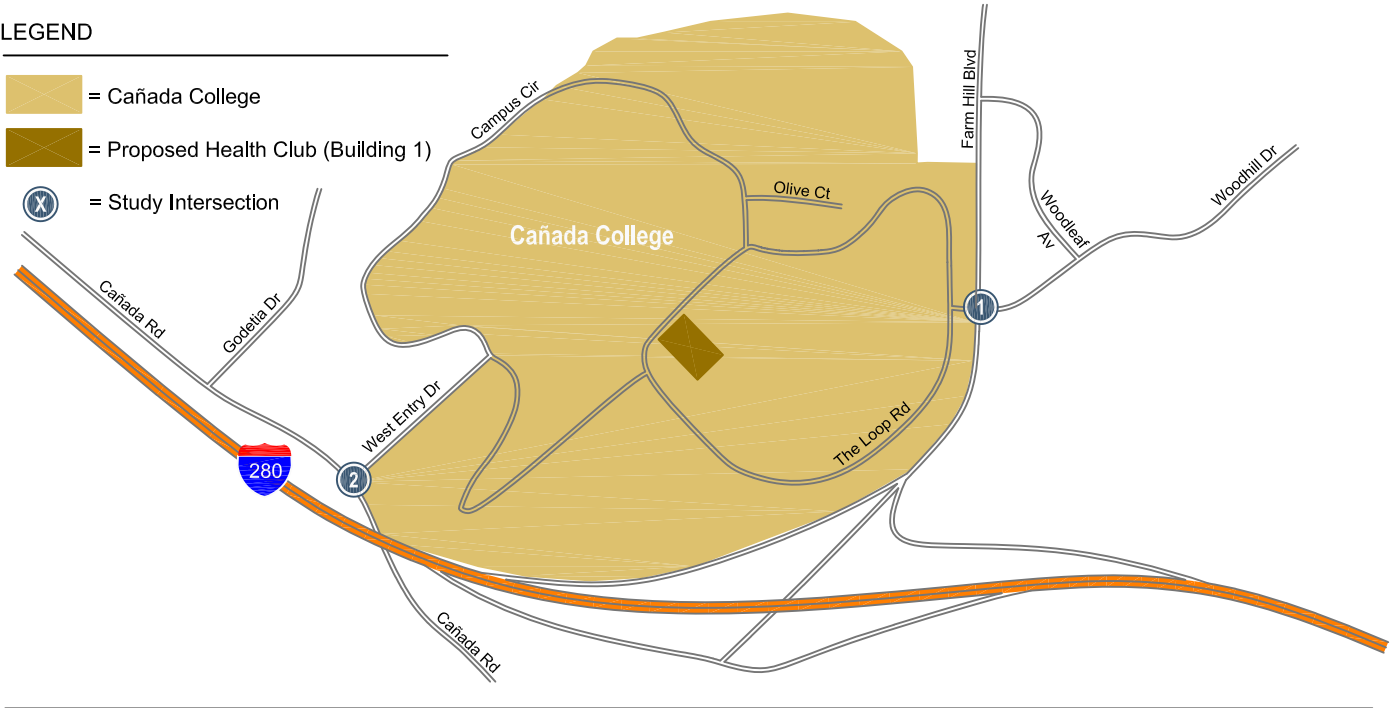 LEGEND
= Cañada College
= Proposed Health Club (Building 1)
X
= Study Intersection
Campus Cir
Farm Hill Blvd
Olive Ct
Woodleaf
Av
Woodhill Dr
Cañada College
Cañada Rd
Godetia Dr
1
West Entry Dr
The Loop Rd
280
2
Cañada Rd